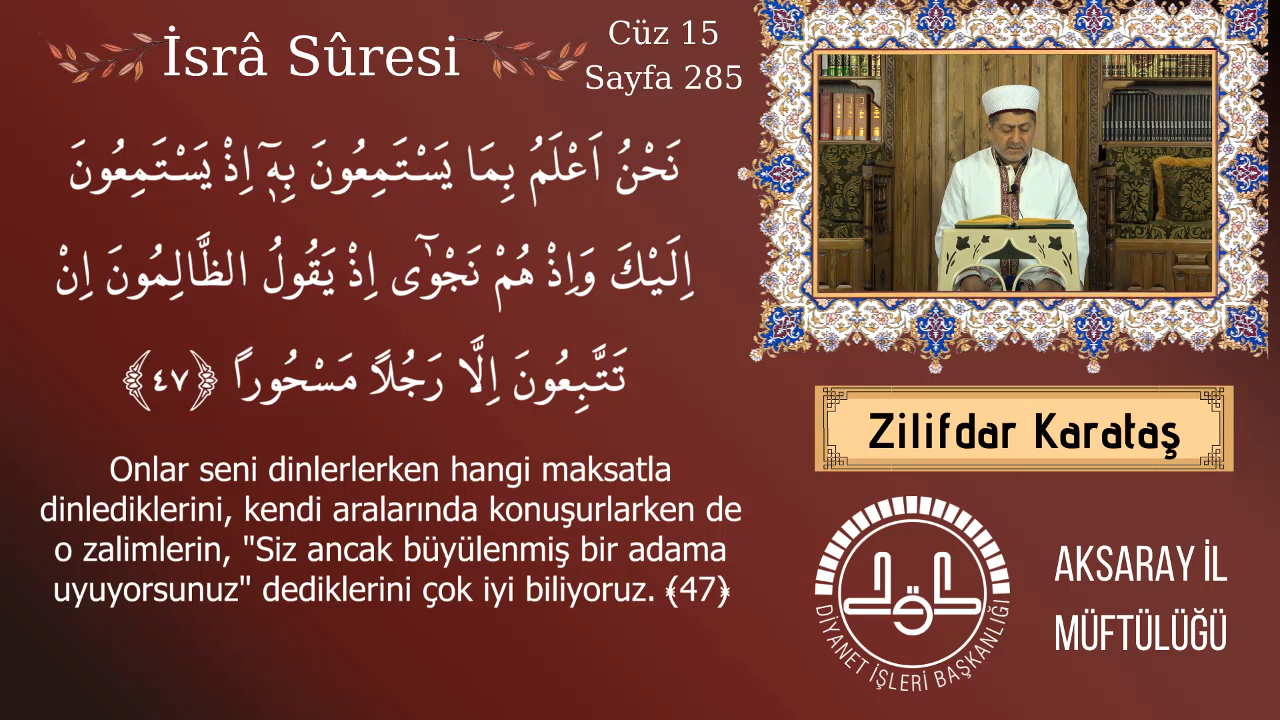 İsrâ Sûresi
Cüz 15
Sayfa 285
نَحْنُ اَعْلَمُ بِمَا يَسْتَمِعُونَ بِه۪ٓ اِذْ يَسْتَمِعُونَ
اِلَيْكَ وَاِذْ هُمْ نَجْوٰٓى اِذْ يَقُولُ الظَّالِمُونَ اِنْ
تَتَّبِعُونَ اِلَّا رَجُلاً مَسْحُوراً ﴿٤٧﴾
Onlar seni dinlerlerken hangi maksatla
dinlediklerini, kendi aralarında konuşurlarken de
o zalimlerin, "Siz ancak büyülenmiş bir adama
uyuyorsunuz" dediklerini çok iyi biliyoruz. ﴾47﴿
Zilifdar Karataş
DİYANET İŞLERİ BAŞKANLIĞI
AKSARAY İL
MÜFTÜLÜĞÜ